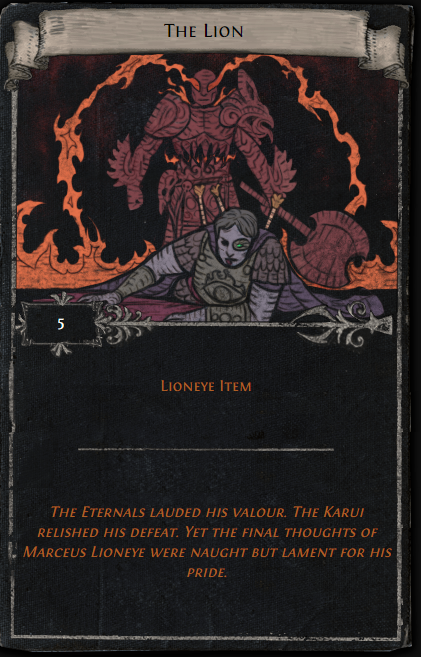 The Lion
5
Lioneye Item
The Eternals lauded his valour. The Karui
relished his defeat. Yet the final thoughts of
Marceus Lioneye were naught but lament for his
pride.